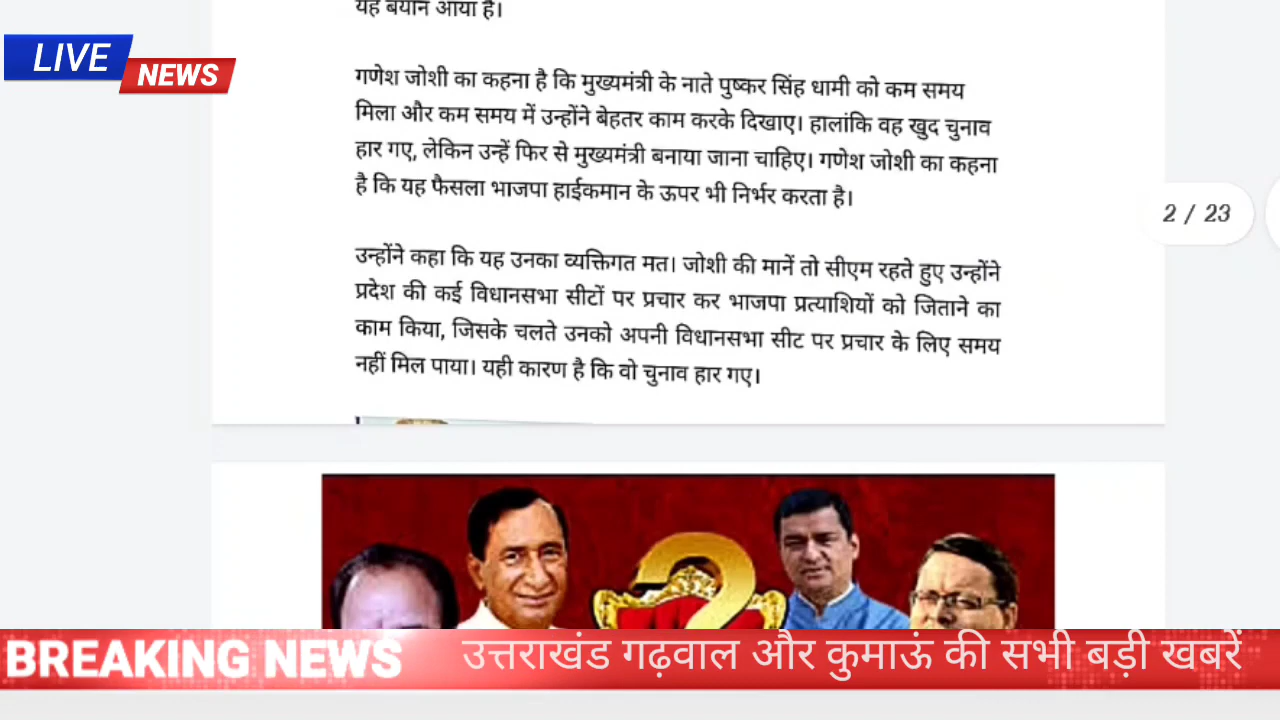 यह बयान आया है।
LIVE
NEWS
गणेश जोशी का कहना है कि मुख्यमंत्री के नाते पुष्कर सिंह धामी को कम समय
मिला और कम समय में उन्होंने बेहतर काम करके दिखाए। हालांकि वह खुद चुनाव
हार गए, लेकिन उन्हें फिर से मुख्यमंत्री बनाया जाना चाहिए। गणेश जोशी का कहना
है कि यह फैसला भाजपा हाईकमान के ऊपर भी निर्भर करता है।
2 / 23
उन्होंने कहा कि यह उनका व्यक्तिगत मत। जोशी की मानें तो सीएम रहते हुए उन्होंने
प्रदेश की कई विधानसभा सीटों पर प्रचार कर भाजपा प्रत्याशियों को जिताने का
काम किया, जिसके चलते उनको अपनी विधानसभा सीट पर प्रचार के लिए समय
नहीं मिल पाया। यही कारण है कि वो चुनाव हार गए।
?
BREAKING NEWS
उत्तराखंड गढ़वाल और कुमाऊं की सभी बड़ी खबरें